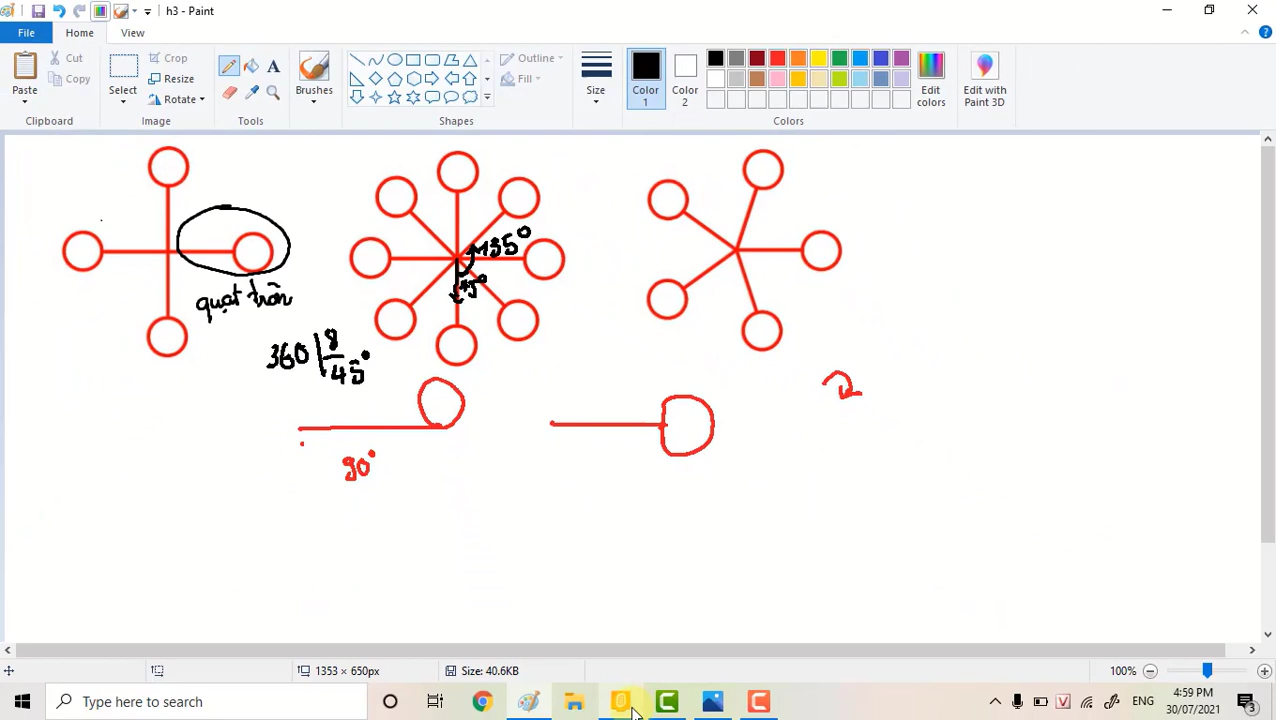 h3 - Paint
File
Home
View
Paste
Cut
Copy
Clipboard
Select
Crop
Resize
Rotate
Image
A
Tools
Brushes
Shapes
Outline
Fill
Size
Color 1
Color 2
Colors
Edit colors
Edit with Paint 3D
135°
45°
quạt tròn
360 8
45°
90°
1353 × 650px
Size: 40.6KB
100%
Type here to search
V
ENG
4:59 PM
30/07/2021
3